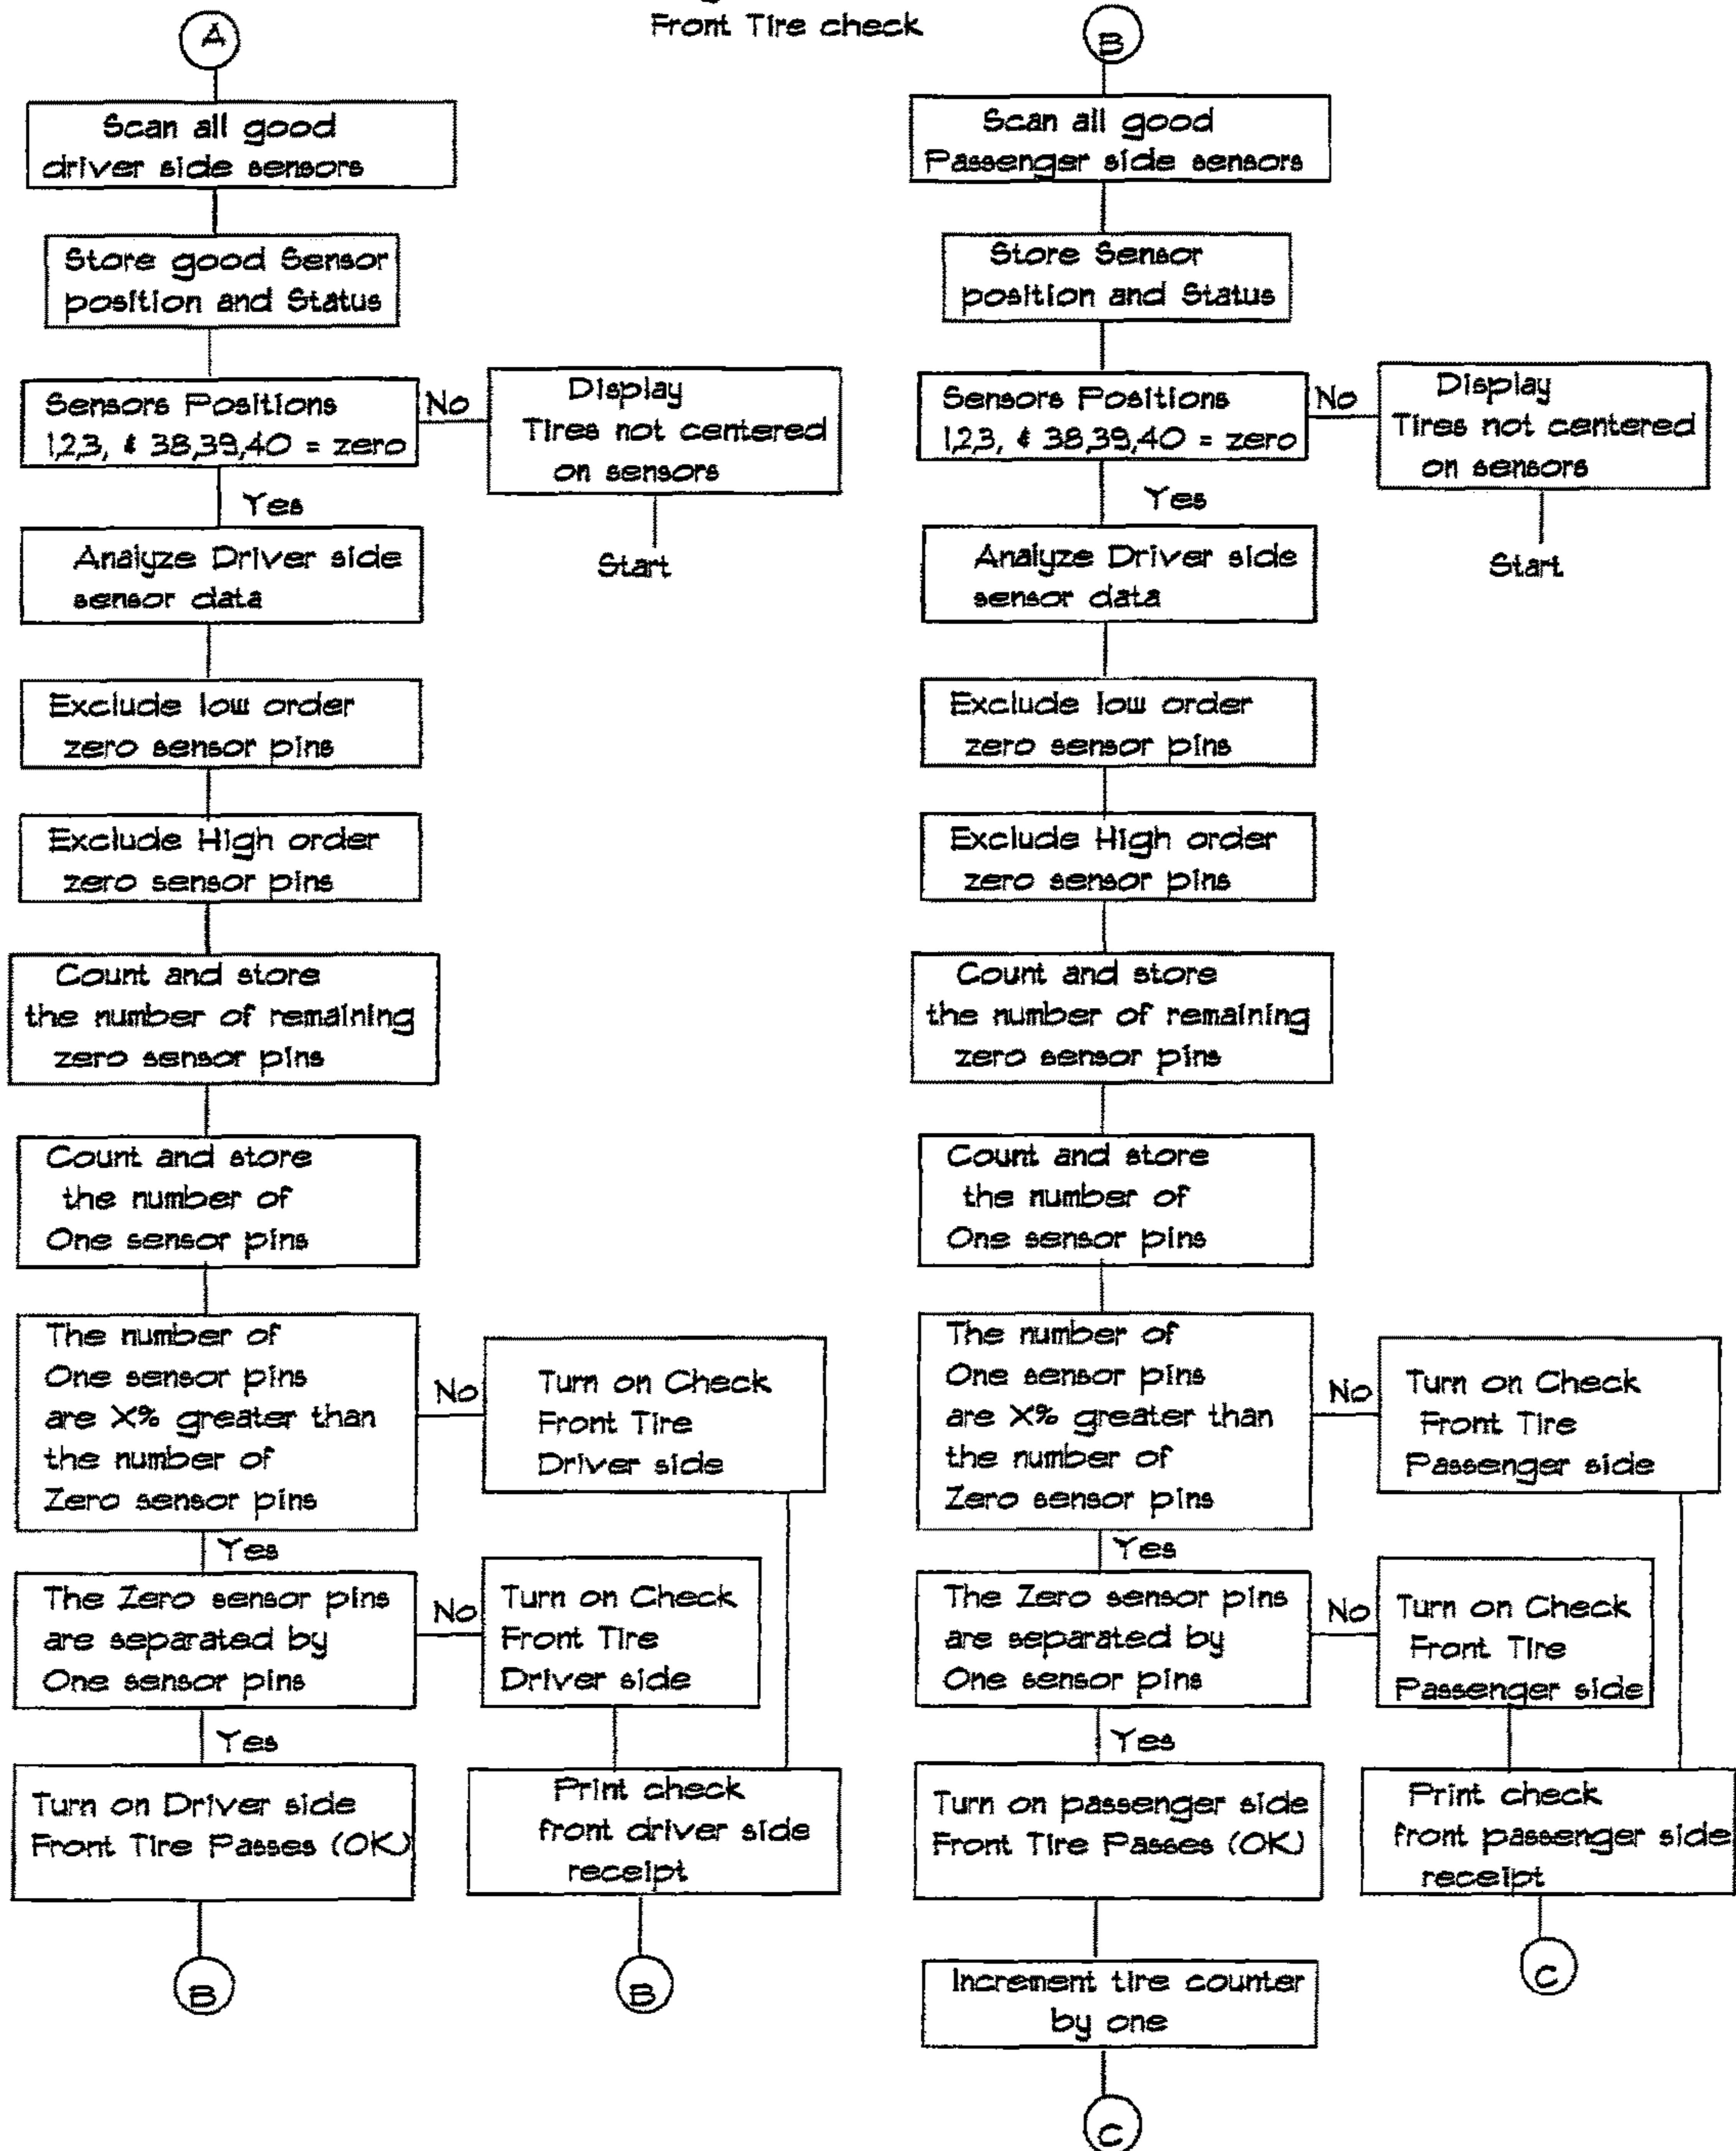 Front Tire check
A
Scan all good
driver side sensors
Store good Sensor
position and Status
Sensors Positions
1,2,3, & 38,39,40 = zero
No
Display
Tires not centered
on sensors
Start
Yes
Analyze Driver side
sensor data
Exclude low order
zero sensor pins
Exclude High order
zero sensor pins
Count and store
the number of remaining
zero sensor pins
Count and store
the number of
One sensor pins
The number of
One sensor pins
are X% greater than
the number of
Zero sensor pins
No
Turn on Check
Front Tire
Driver side
Yes
The Zero sensor pins
are separated by
One sensor pins
No
Turn on Check
Front Tire
Driver side
Yes
Turn on Driver side
Front Tire Passes (OK)
Print check
front driver side
receipt
B
B
B
Scan all good
Passenger side sensors
Store Sensor
position and Status
Sensors Positions
1,2,3, & 38,39,40 = zero
No
Display
Tires not centered
on sensors
Start
Yes
Analyze Driver side
sensor data
Exclude low order
zero sensor pins
Exclude High order
zero sensor pins
Count and store
the number of remaining
zero sensor pins
Count and store
the number of
One sensor pins
The number of
One sensor pins
are X% greater than
the number of
Zero sensor pins
No
Turn on Check
Front Tire
Passenger side
Yes
The Zero sensor pins
are separated by
One sensor pins
No
Turn on Check
Front Tire
Passenger side
Yes
Turn on passenger side
Front Tire Passes (OK)
Print check
front passenger side
receipt
C
Increment tire counter
by one
C